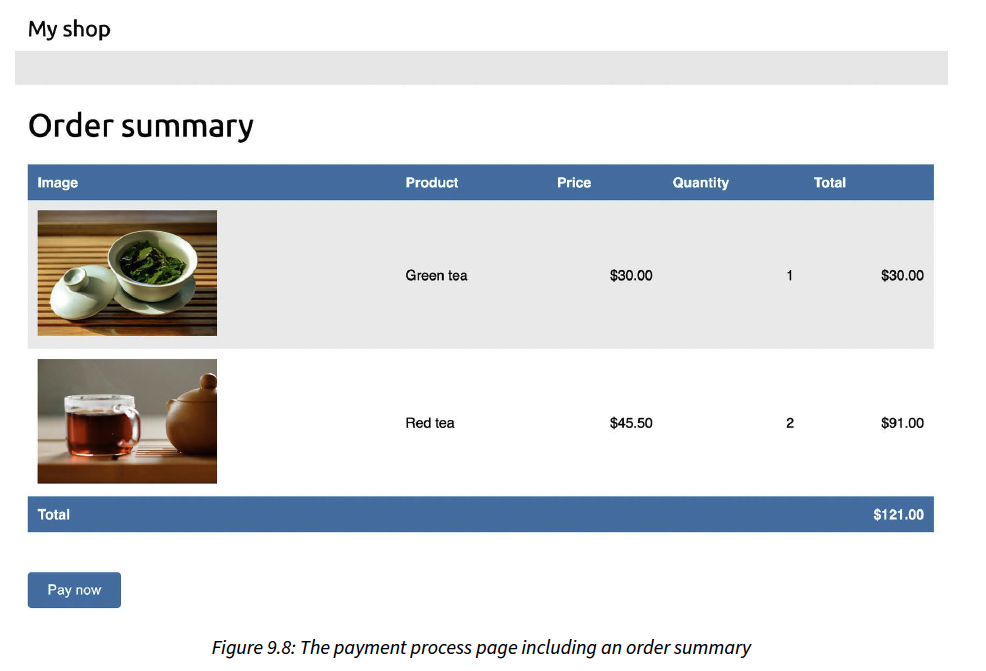 My shop
Order summary
Image Product Price Quantity Total
Green tea $30.00 1 $30.00
Red tea $45.50 2 $91.00
Total $121.00
Pay now
Figure 9.8: The payment process page including an order summary